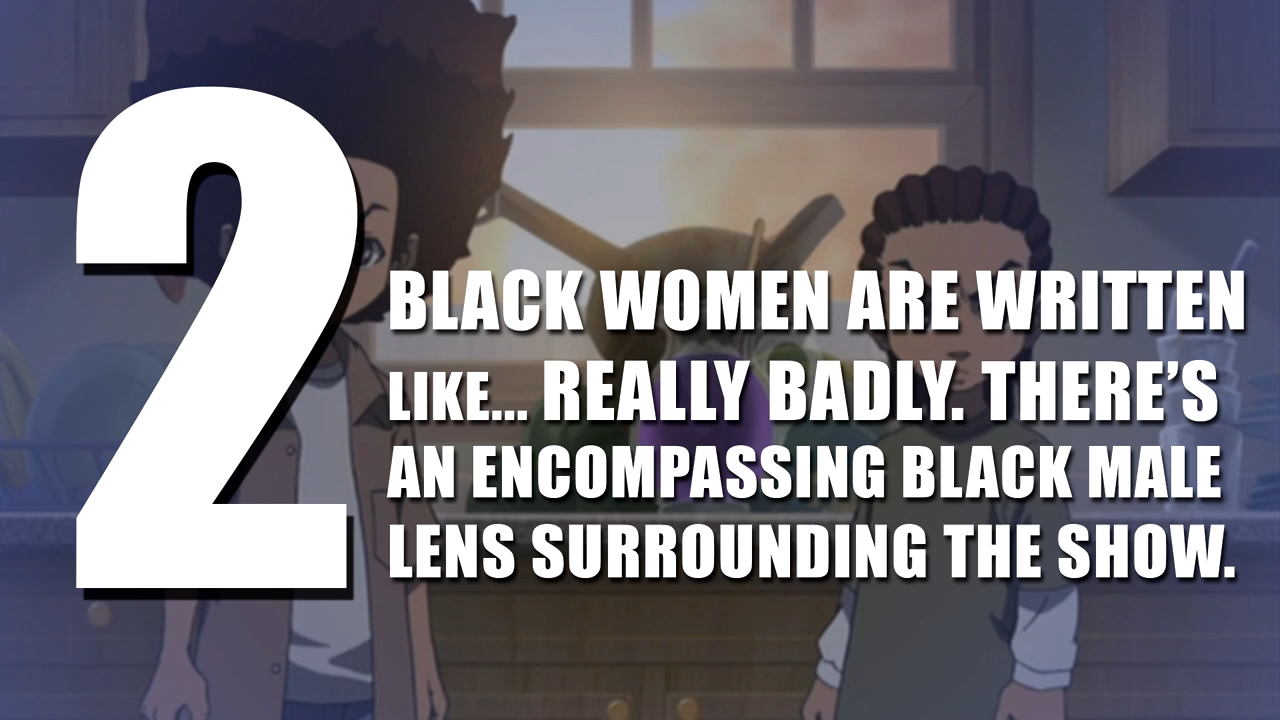 2
BLACK WOMEN ARE WRITTEN
LIKE... REALLY BADLY. THERE’S
AN ENCOMPASSING BLACK MALE
LENS SURROUNDING THE SHOW.